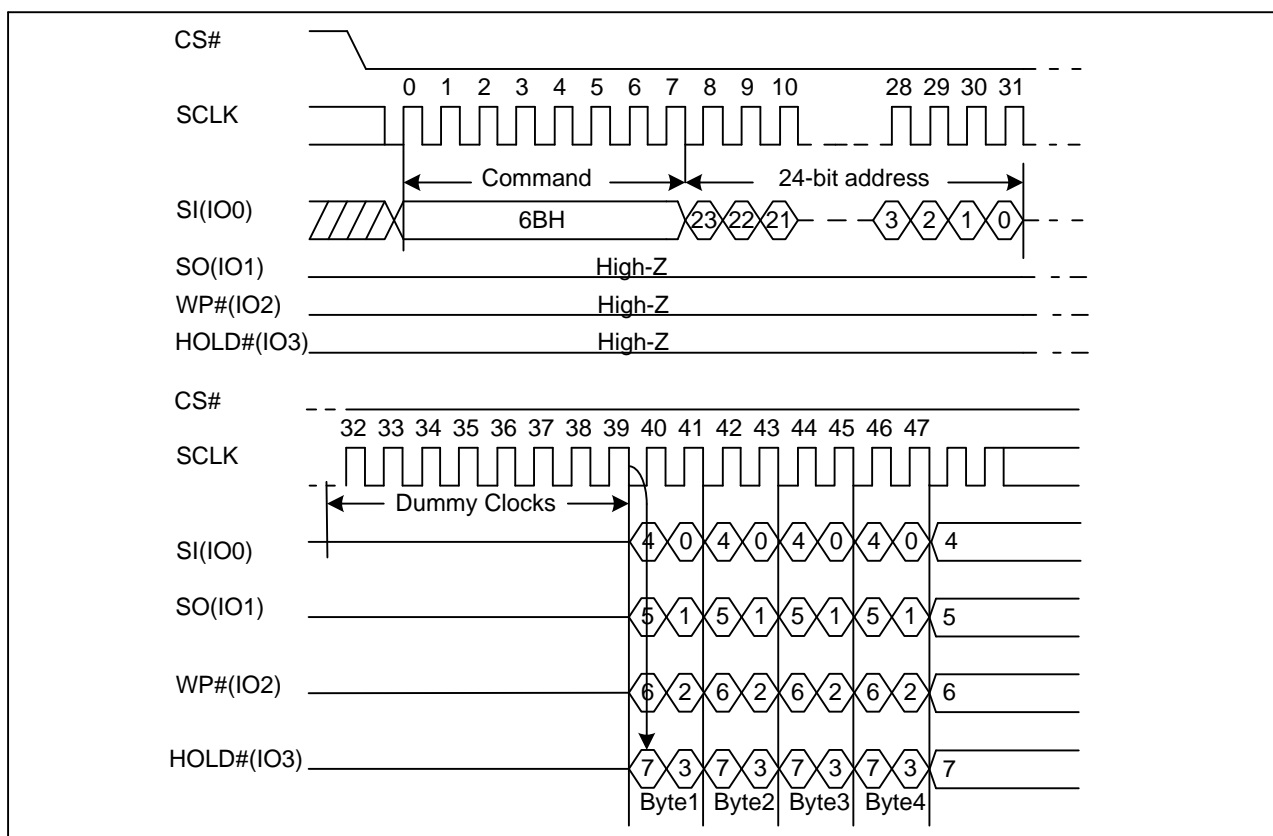 CS#
0 1 2 3 4 5 6 7 8 9 10 28 29 30 31
SCLK
Command 24-bit address
SI(IO0) 6BH 23 22 21 3 2 1 0
SO(IO1) High-Z
WP#(IO2) High-Z
HOLD#(IO3) High-Z
CS#
32 33 34 35 36 37 38 39 40 41 42 43 44 45 46 47
SCLK
Dummy Clocks
SI(IO0) 4 0 4 0 4 0 4 0 4
SO(IO1) 5 1 5 1 5 1 5 1 5
WP#(IO2) 6 2 6 2 6 2 6 2 6
HOLD#(IO3) 7 3 7 3 7 3 7 3 7
Byte1 Byte2 Byte3 Byte4